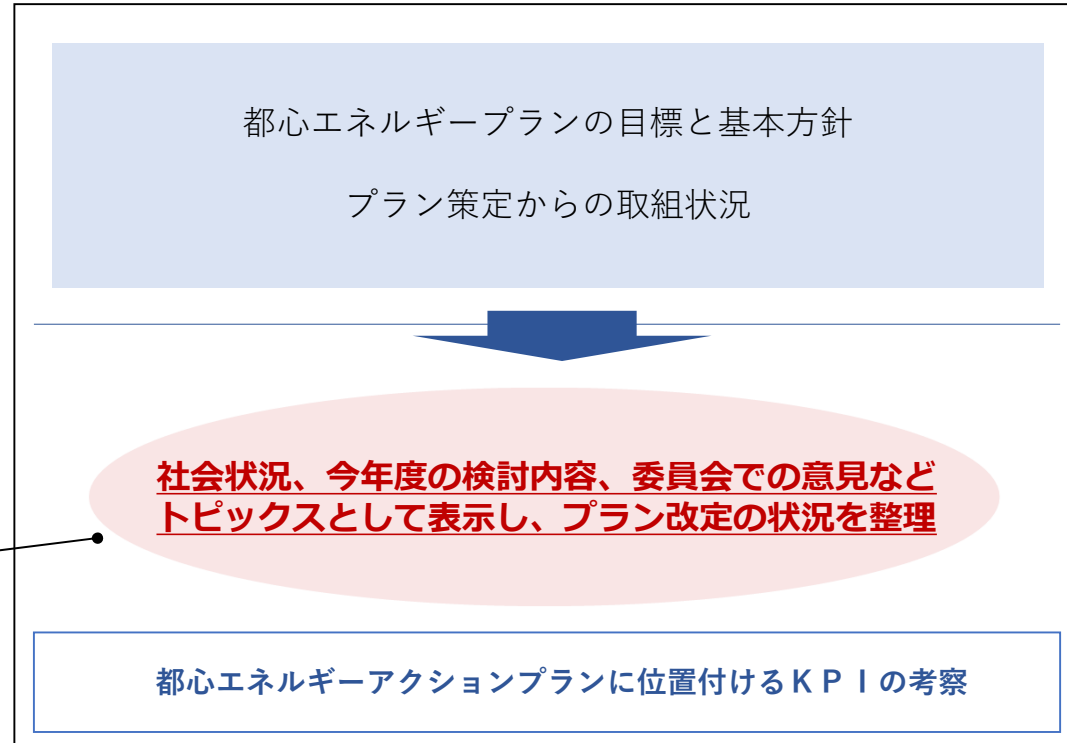 都心エネルギープランの目標と基本方針
プラン策定からの取組状況
社会状況、今年度の検討内容、委員会での意見など
トピックスとして表示し、プラン改定の状況を整理
都心エネルギーアクションプランに位置付けるＫＰＩの考察